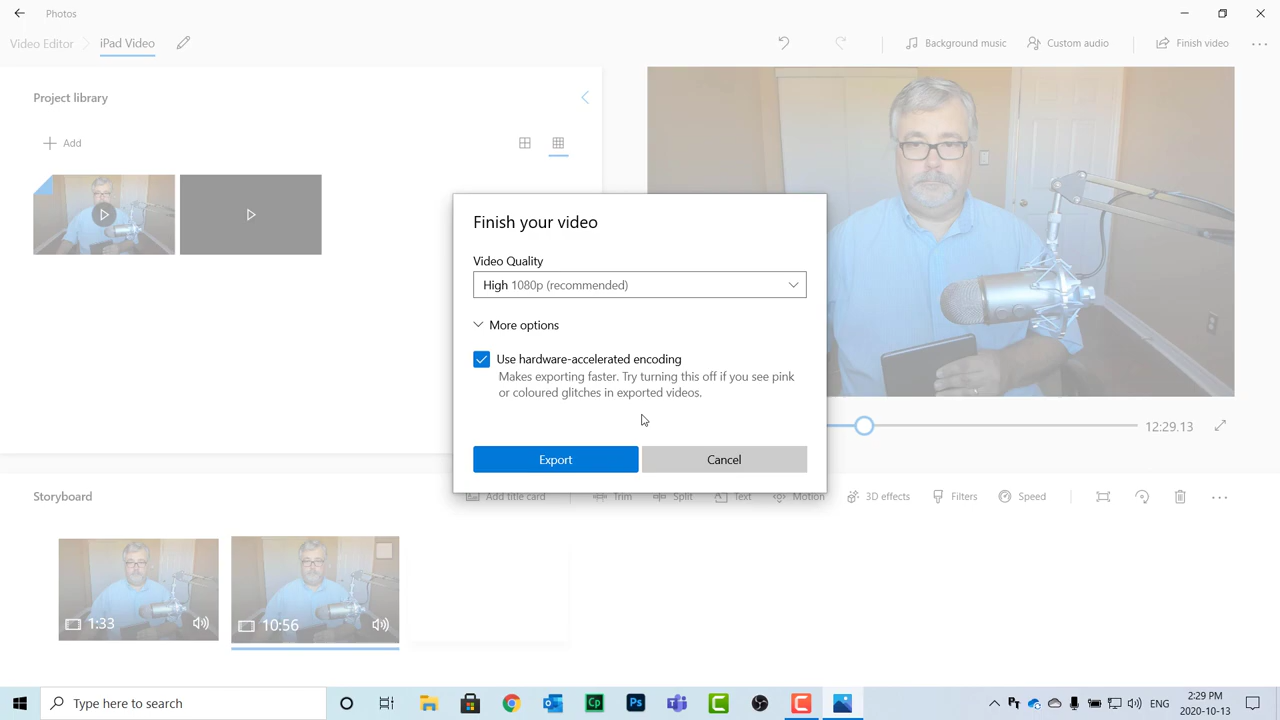 Photos
Video Editor
iPad Video
Background music
Custom audio
Finish video
Project library
Add
Finish your video
Video Quality
High 1080p (recommended)
More options
Use hardware-accelerated encoding
Makes exporting faster. Try turning this off if you see pink
or coloured glitches in exported videos.
Export
Cancel
12:29.13
Storyboard
Add title card
Trim
Split
Text
Motion
3D effects
Filters
Speed
1:33
10:56
Type here to search
Cp
Ps
ENG
2:29 PM
2020-10-13